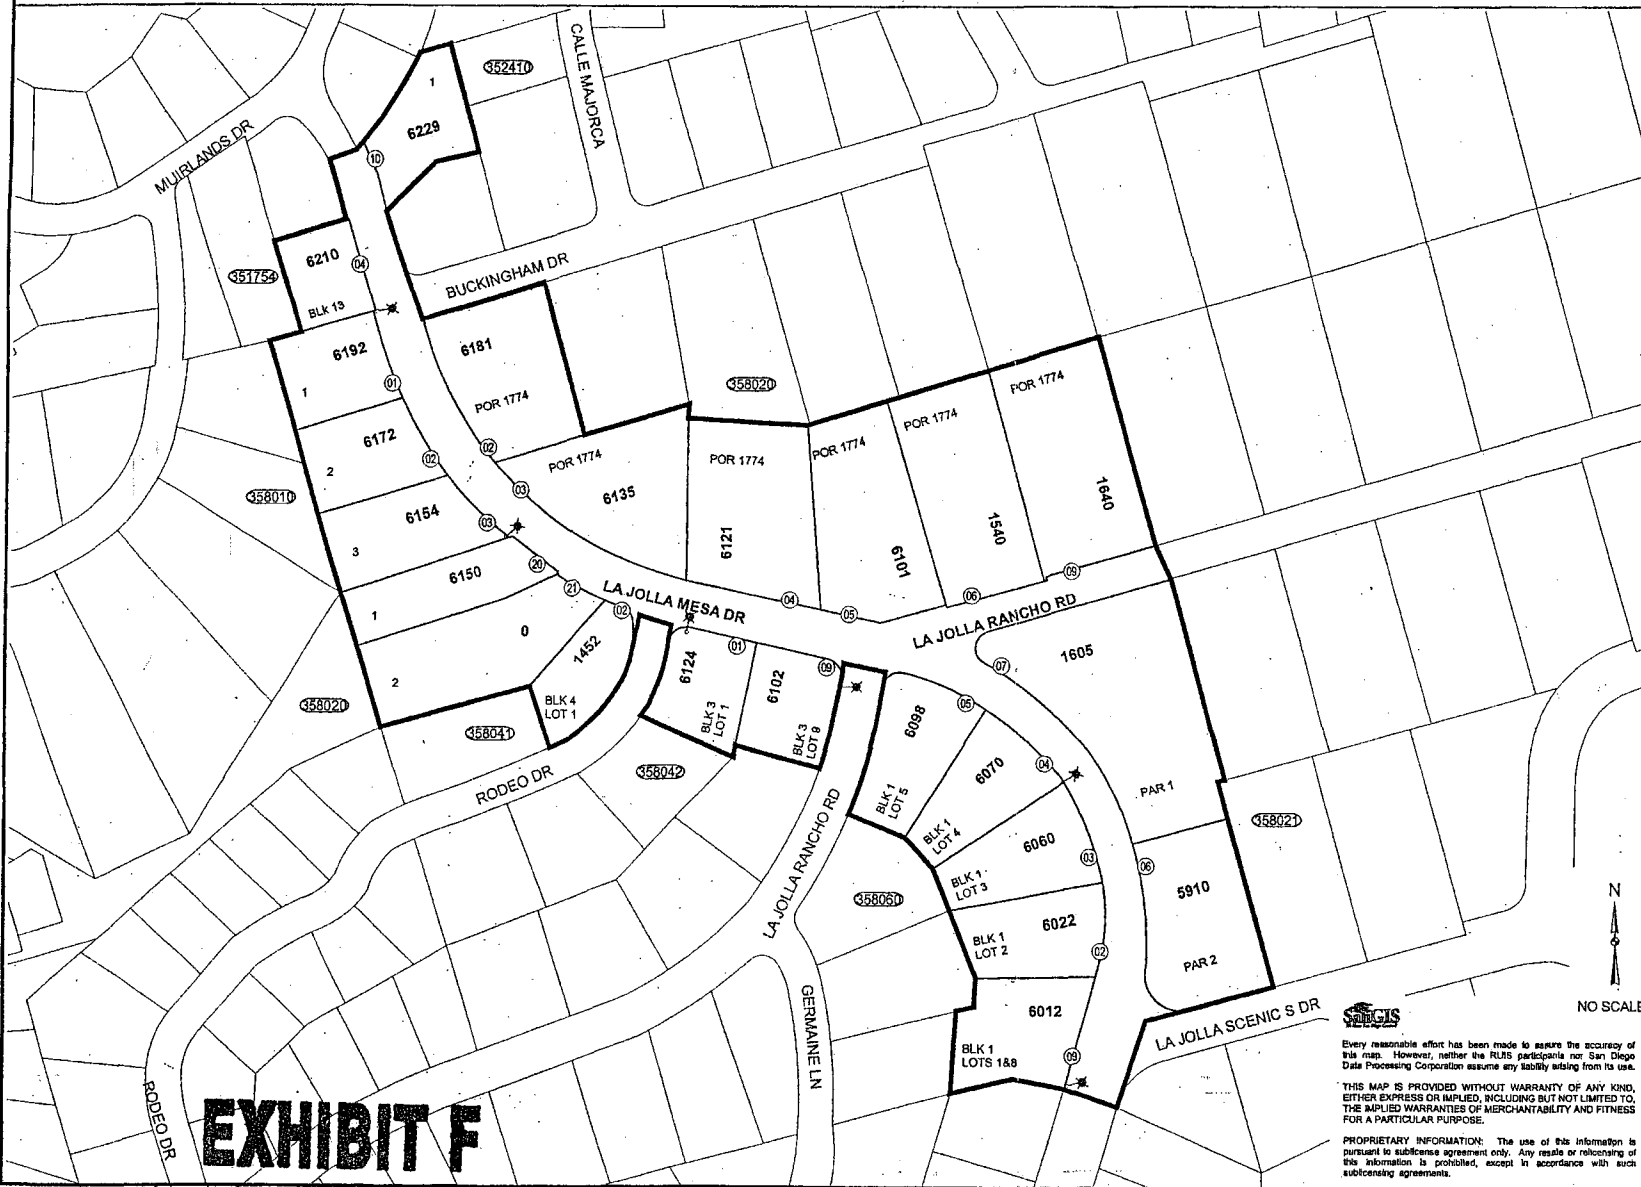 CALLE MAJORCA
352410
1
6229
10
MUIRLANDS DR
6210
04
351754
BLK 13
BUCKINGHAM DR
6192
1
01
6181
POR 1774
02
358020
6172
2
02
358010
6154
3
03
POR 1774
03
6135
POR 1774
6121
POR 1774
6101
POR 1774
1540
POR 1774
1640
6150
1
20
21
0
2
02
1452
BLK 4
LOT 1
LA JOLLA MESA DR
04
05
06
09
LA JOLLA RANCHO RD
358020
358041
RODEO DR
358042
6124
01
BLK 3
LOT 1
6102
09
BLK 3
LOT 9
07
1605
PAR 1
6098
05
BLK 1
LOT 5
6070
04
BLK 1
LOT 4
6060
03
BLK 1
LOT 3
6022
02
BLK 1
LOT 2
6012
09
BLK 1
LOTS 1&8
06
5910
PAR 2
358021
358060
LA JOLLA RANCHO RD
GERMAINE LN
LA JOLLA SCENIC S DR
RODEO DR
EXHIBIT F
N
NO SCALE
SanGIS
Every reasonable effort has been made to assure the accuracy of
this map. However, neither the RUIS participants nor San Diego
Data Processing Corporation assume any liability arising from its use.
THIS MAP IS PROVIDED WITHOUT WARRANTY OF ANY KIND,
EITHER EXPRESS OR IMPLIED, INCLUDING BUT NOT LIMITED TO,
THE IMPLIED WARRANTIES OF MERCHANTABILITY AND FITNESS
FOR A PARTICULAR PURPOSE.
PROPRIETARY INFORMATION: The use of this information is
pursuant to sublicense agreement only. Any resale or relicensing of
this information is prohibited, except in accordance with such
sublicensing agreements.